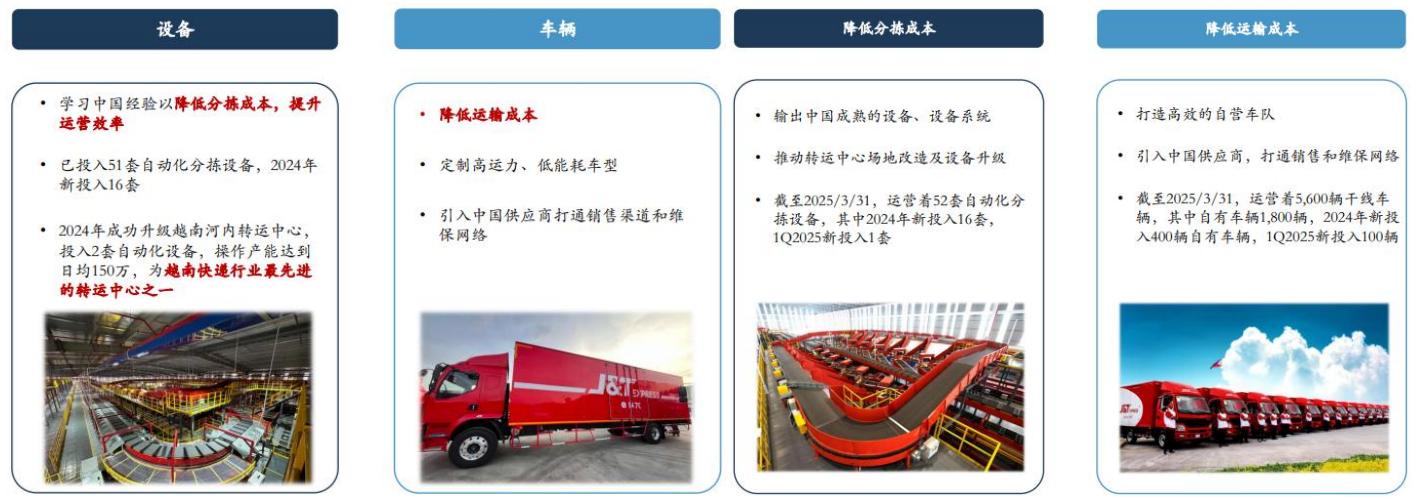 设备
• 学习中国经验以降低分拣成本，提升
运营效率
• 已投入51套自动化分拣设备，2024年
新投入16套
• 2024年成功升级越南河内转运中心，
投入2套自动化设备，操作产能达到
日均150万，为越南快递行业最先进
的转运中心之一
车辆
• 降低运输成本
• 定制高运力、低能耗车型
• 引入中国供应商打通销售渠道和维
保网络
J&T EXPRESS
降低分拣成本
• 输出中国成熟的设备、设备系统
• 推动转运中心场地改造及设备升级
• 截至2025/3/31，运营着52套自动化分
拣设备，其中2024年新投入16套，
1Q2025新投入1套
降低运输成本
• 打造高效的自营车队
• 引入中国供应商，打通销售和维保网络
• 截至2025/3/31，运营着5,600辆干线车
辆，其中自有车辆1,800辆，2024年新投
入400辆自有车辆，1Q2025新投入100辆
J&T